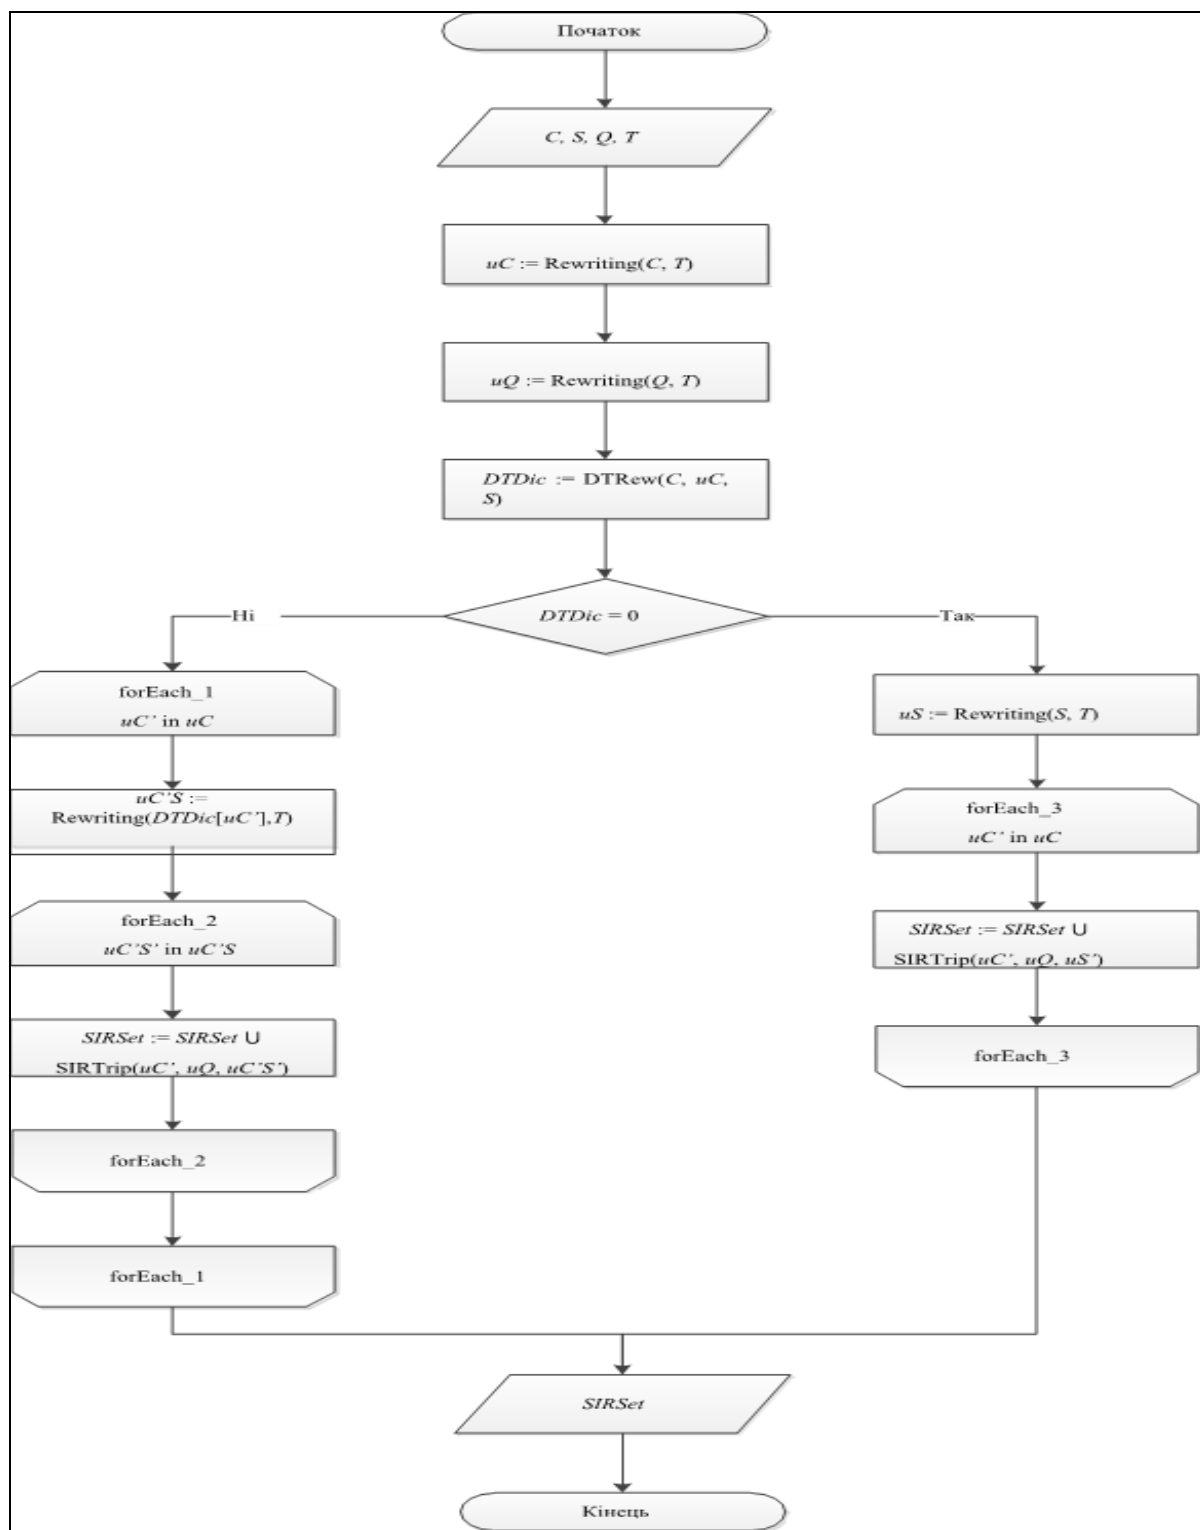 Початок
C, S, Q, T
uC := Rewriting(C, T)
uQ := Rewriting(Q, T)
DTDic := DTRew(C, uC,
S)
DTDic = 0
Ні
Так
forEach_1
uC’ in uC
uC’S :=
Rewriting(DTDic[uC’],T)
forEach_2
uC’S’ in uC’S
SIRSet := SIRSet ∪
SIRTrip(uC’, uQ, uC’S’)
forEach_2
forEach_1
uS := Rewriting(S, T)
forEach_3
uC’ in uC
SIRSet := SIRSet ∪
SIRTrip(uC’, uQ, uS’)
forEach_3
SIRSet
Кінець